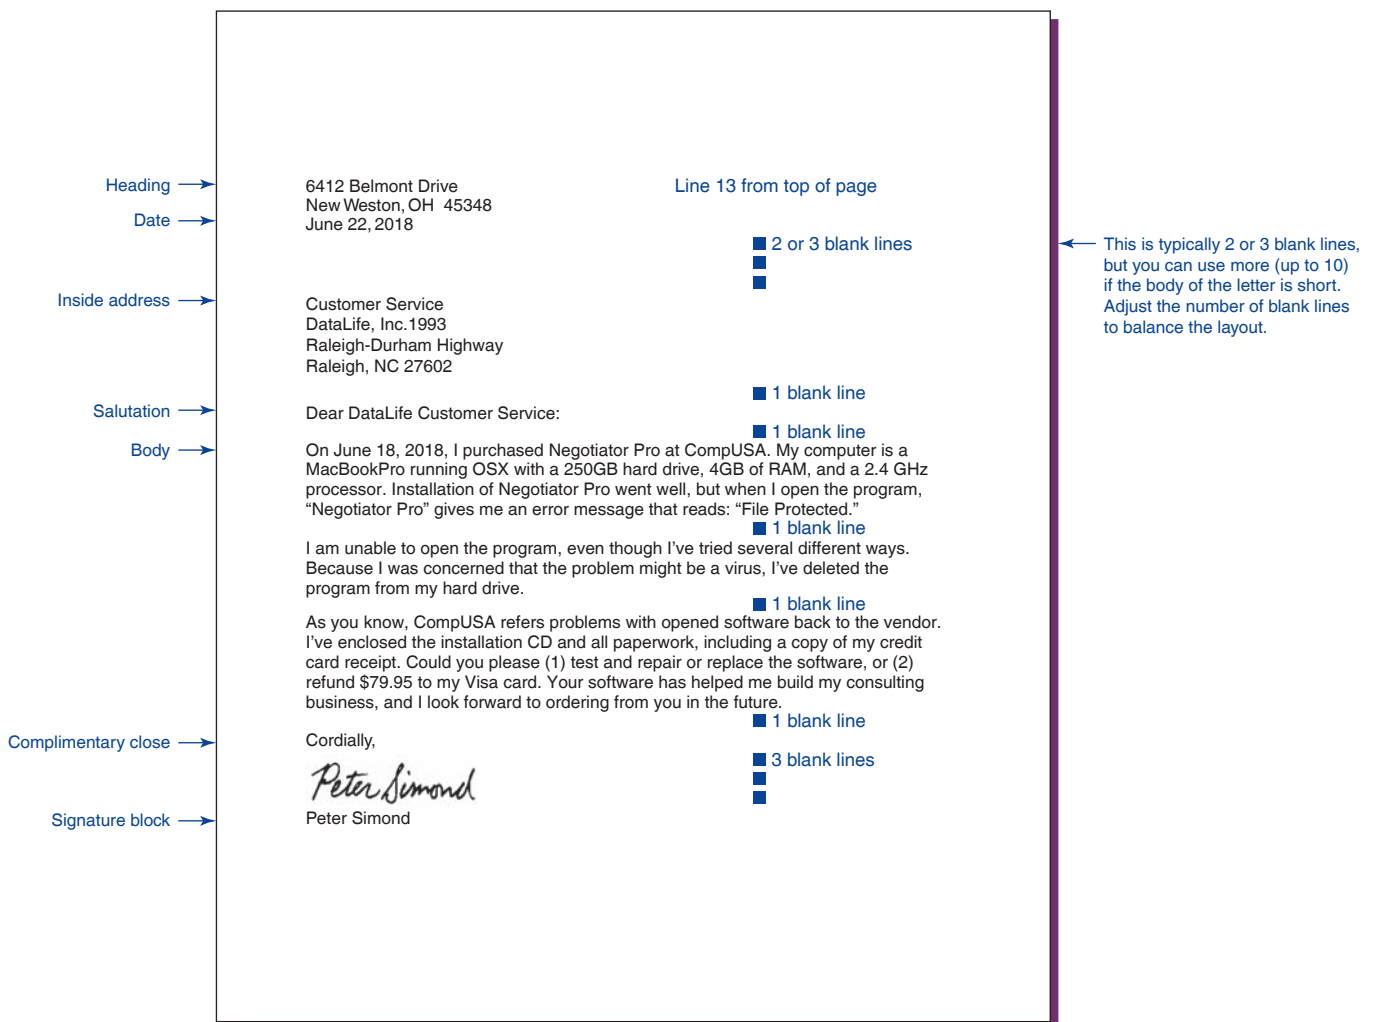 Heading
6412 Belmont Drive
Line 13 from top of page
New Weston, OH 45348
Date
June 22, 2018
2 or 3 blank lines
This is typically 2 or 3 blank lines,
but you can use more (up to 10)
if the body of the letter is short.
Adjust the number of blank lines
to balance the layout.
Inside address
Customer Service
DataLife, Inc.1993
Raleigh-Durham Highway
Raleigh, NC 27602
1 blank line
Salutation
Dear DataLife Customer Service:
1 blank line
Body
On June 18, 2018, I purchased Negotiator Pro at CompUSA. My computer is a
MacBookPro running OSX with a 250GB hard drive, 4GB of RAM, and a 2.4 GHz
processor. Installation of Negotiator Pro went well, but when I open the program,
“Negotiator Pro” gives me an error message that reads: “File Protected.”
1 blank line
I am unable to open the program, even though I’ve tried several different ways.
Because I was concerned that the problem might be a virus, I’ve deleted the
program from my hard drive.
1 blank line
As you know, CompUSA refers problems with opened software back to the vendor.
I’ve enclosed the installation CD and all paperwork, including a copy of my credit
card receipt. Could you please (1) test and repair or replace the software, or (2)
refund $79.95 to my Visa card. Your software has helped me build my consulting
business, and I look forward to ordering from you in the future.
1 blank line
Complimentary close
Cordially,
3 blank lines
Peter Simond
Signature block
Peter Simond